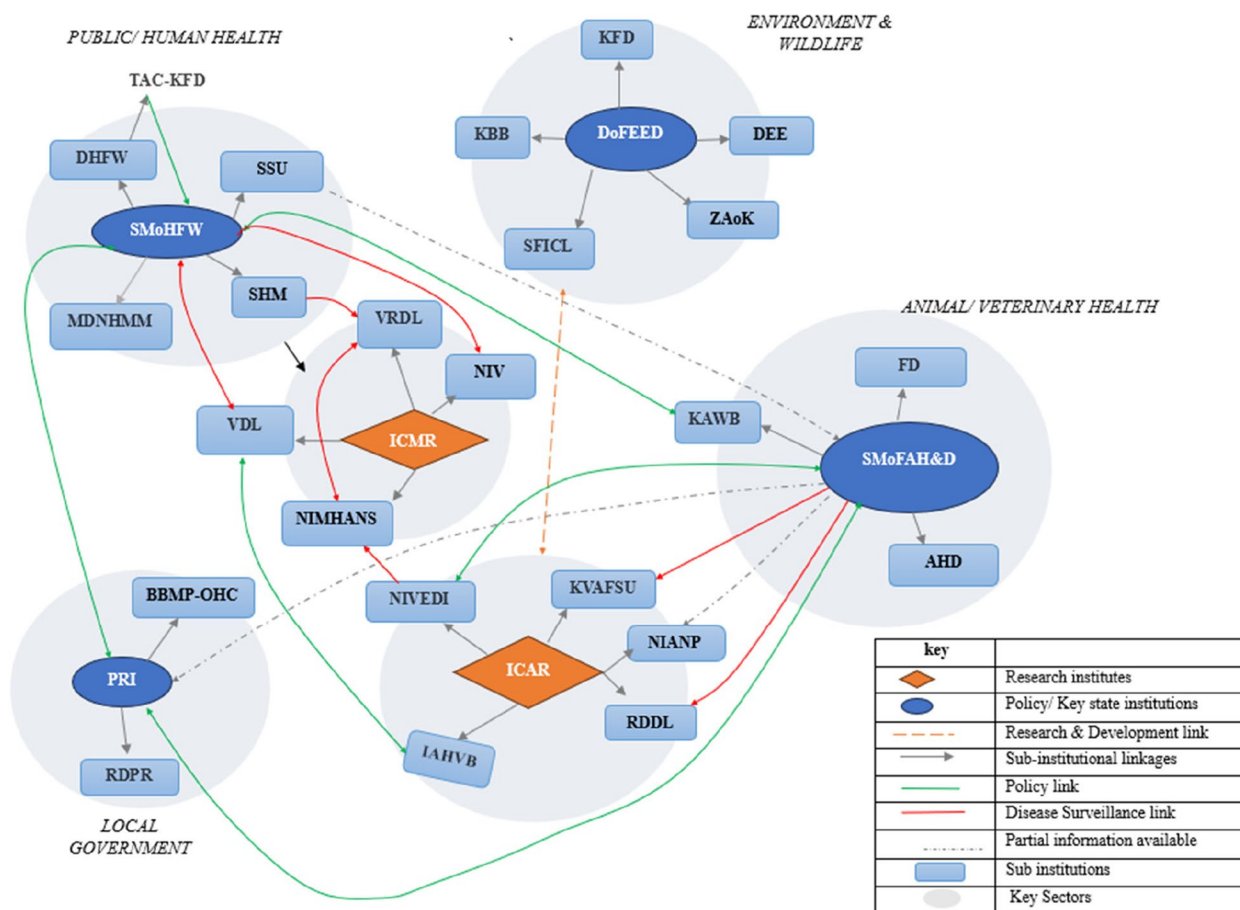 PUBLIC/ HUMAN HEALTH
TAC-KFD
DHFW
SSU
SMoHFW
MDNHMM
SHM
ENVIRONMENT &
WILDLIFE
KFD
KBB
DoFEED
DEE
ZAoK
SFICL
VRDL
NIV
VDL
ICMR
NIMHANS
ANIMAL/ VETERINARY HEALTH
FD
KAWB
SMoFAH&D
AHD
BBMP-OHC
PRI
RDPR
LOCAL
GOVERNMENT
NIVEDI
KVAFSU
NIANP
ICAR
RDDL
IAHVB
key
Research institutes
Policy/ Key state institutions
Research & Development link
Sub-institutional linkages
Policy link
Disease Surveillance link
Partial information available
Sub institutions
Key Sectors